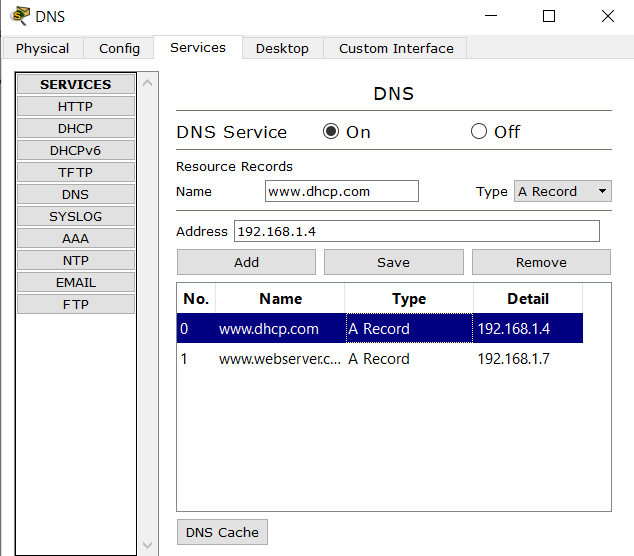 DNS
Physical Config Services Desktop Custom Interface
SERVICES
HTTP
DHCP
DHCPv6
TFTP
DNS
SYSLOG
AAA
NTP
EMAIL
FTP
DNS
DNS Service On Off
Resource Records
Name www.dhcp.com Type A Record
Address 192.168.1.4
Add Save Remove
No. Name Type Detail
0 www.dhcp.com A Record 192.168.1.4
1 www.webserver.c... A Record 192.168.1.7
DNS Cache